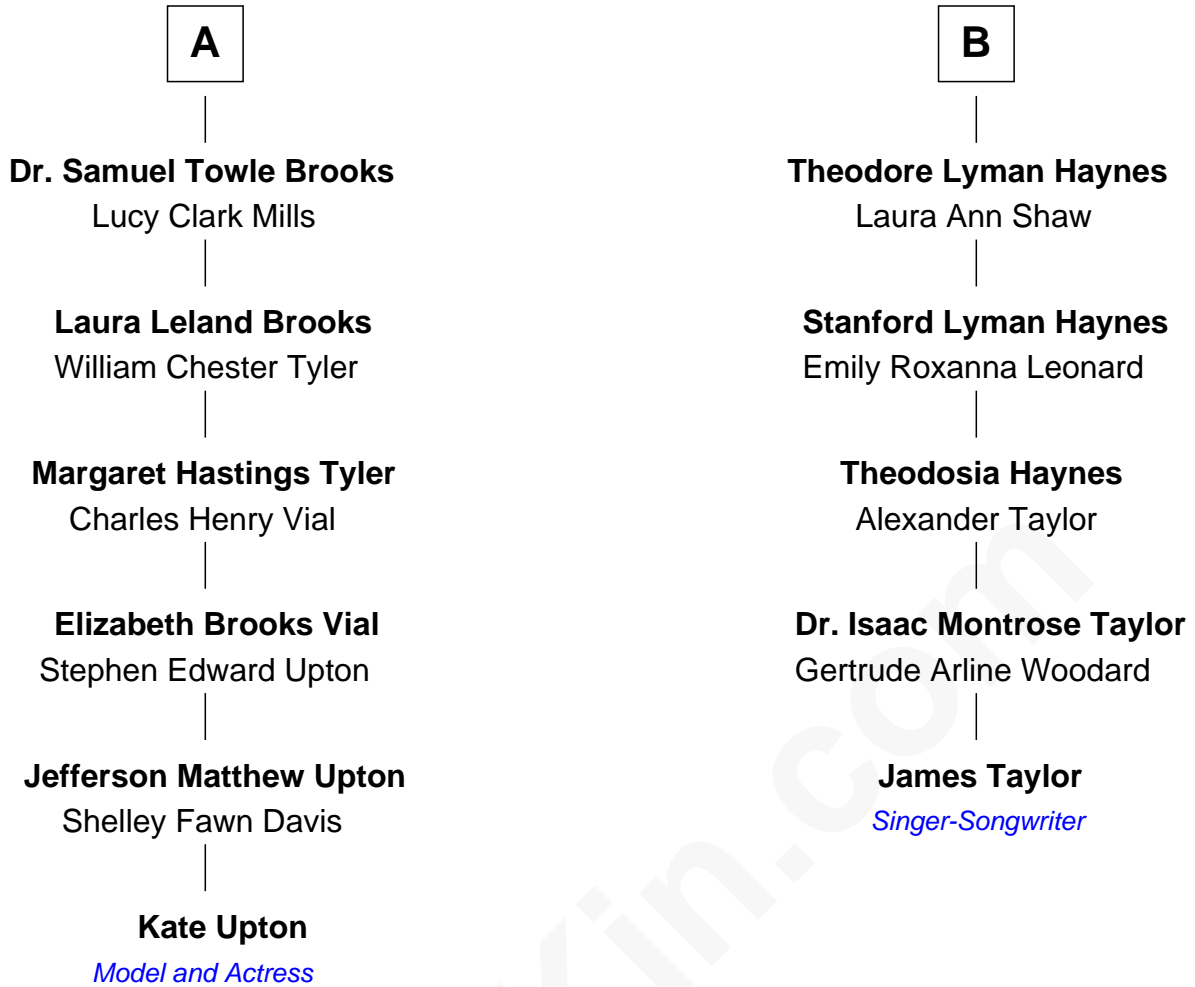 A
Dr. Samuel Towle Brooks
Lucy Clark Mills
Laura Leland Brooks
William Chester Tyler
Margaret Hastings Tyler
Charles Henry Vial
Elizabeth Brooks Vial
Stephen Edward Upton
Jefferson Matthew Upton
Shelley Fawn Davis
Kate Upton
Model and Actress
B
Theodore Lyman Haynes
Laura Ann Shaw
Stanford Lyman Haynes
Emily Roxanna Leonard
Theodosia Haynes
Alexander Taylor
Dr. Isaac Montrose Taylor
Gertrude Arline Woodard
James Taylor
Singer-Songwriter
Kin.com